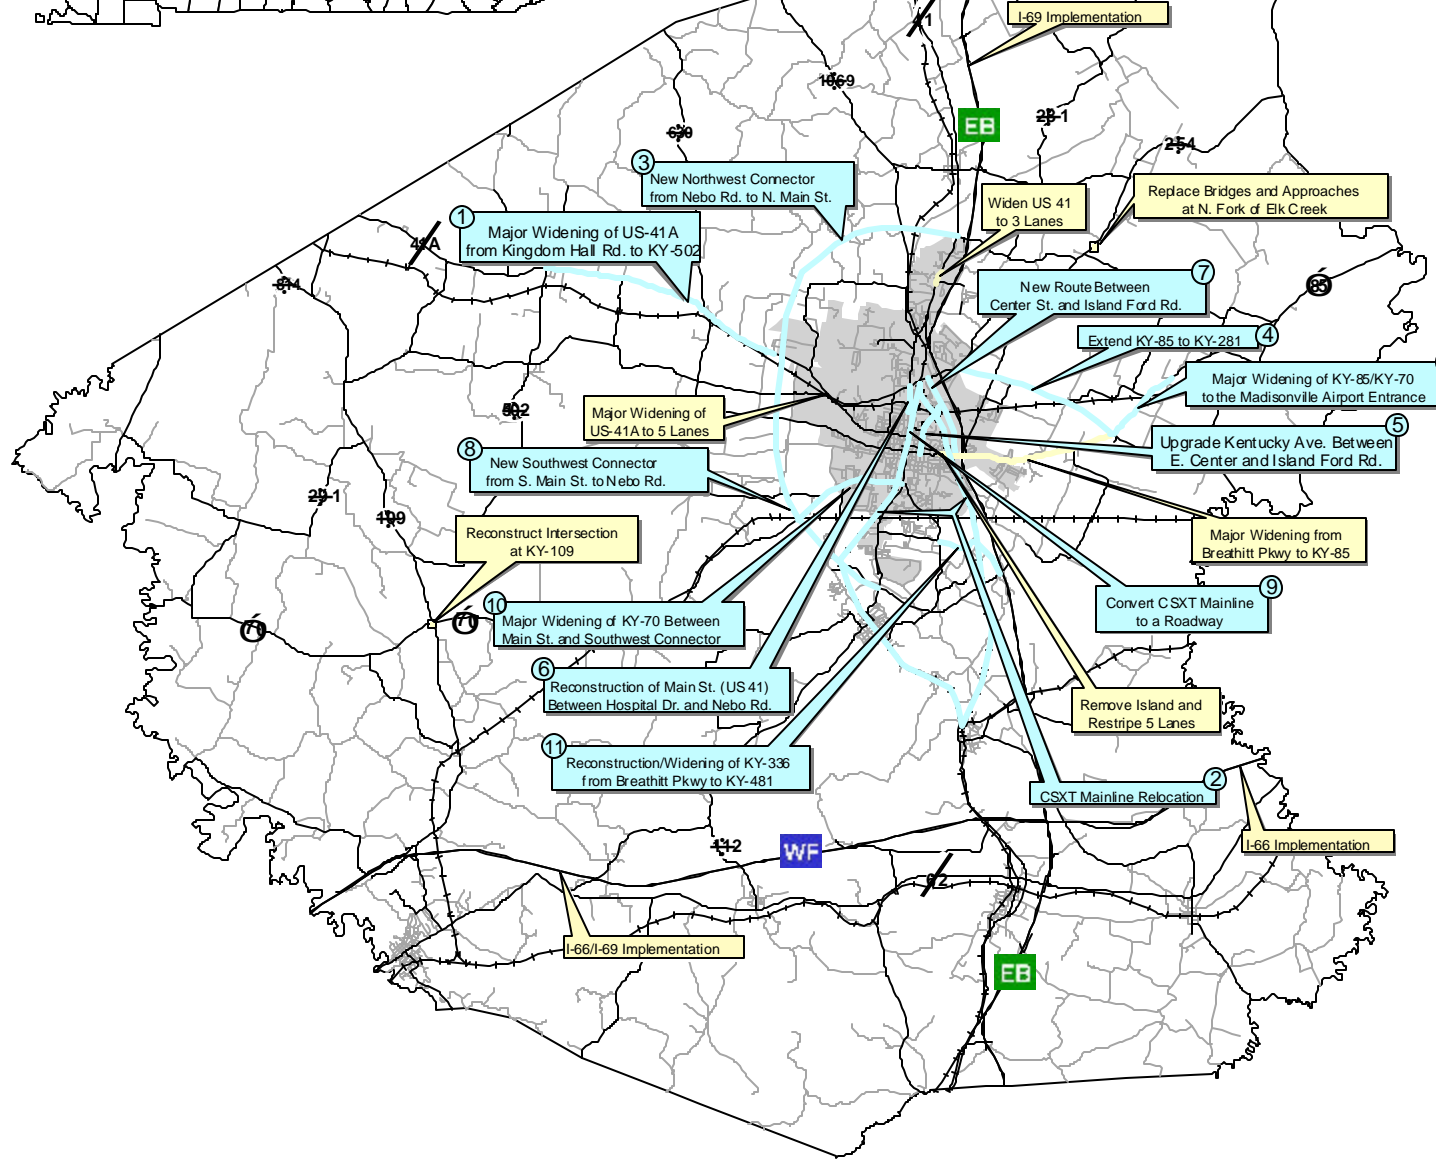 I-69 Implementation
41
1069
630
EB
28-1
254
3
New Northwest Connector
from Nebo Rd. to N. Main St.
Widen US 41
to 3 Lanes
Replace Bridges and Approaches
at N. Fork of Elk Creek
1
Major Widening of US-41A
from Kingdom Hall Rd. to KY-502
41A
814
7
New Route Between
Center St. and Island Ford Rd.
85
Extend KY-85 to KY-281
4
Major Widening of KY-85/KY-70
to the Madisonville Airport Entrance
502
Major Widening of
US-41A to 5 Lanes
5
Upgrade Kentucky Ave. Between
E. Center and Island Ford Rd.
8
New Southwest Connector
from S. Main St. to Nebo Rd.
29-1
109
Reconstruct Intersection
at KY-109
Major Widening from
Breathitt Pkwy to KY-85
9
Convert CSXT Mainline
to a Roadway
70
70
10
Major Widening of KY-70 Between
Main St. and Southwest Connector
6
Reconstruction of Main St. (US 41)
Between Hospital Dr. and Nebo Rd.
Remove Island and
Restripe 5 Lanes
11
Reconstruction/Widening of KY-336
from Breathitt Pkwy to KY-481
2
CSXT Mainline Relocation
I-66 Implementation
112
WF
62
I-66/I-69 Implementation
EB